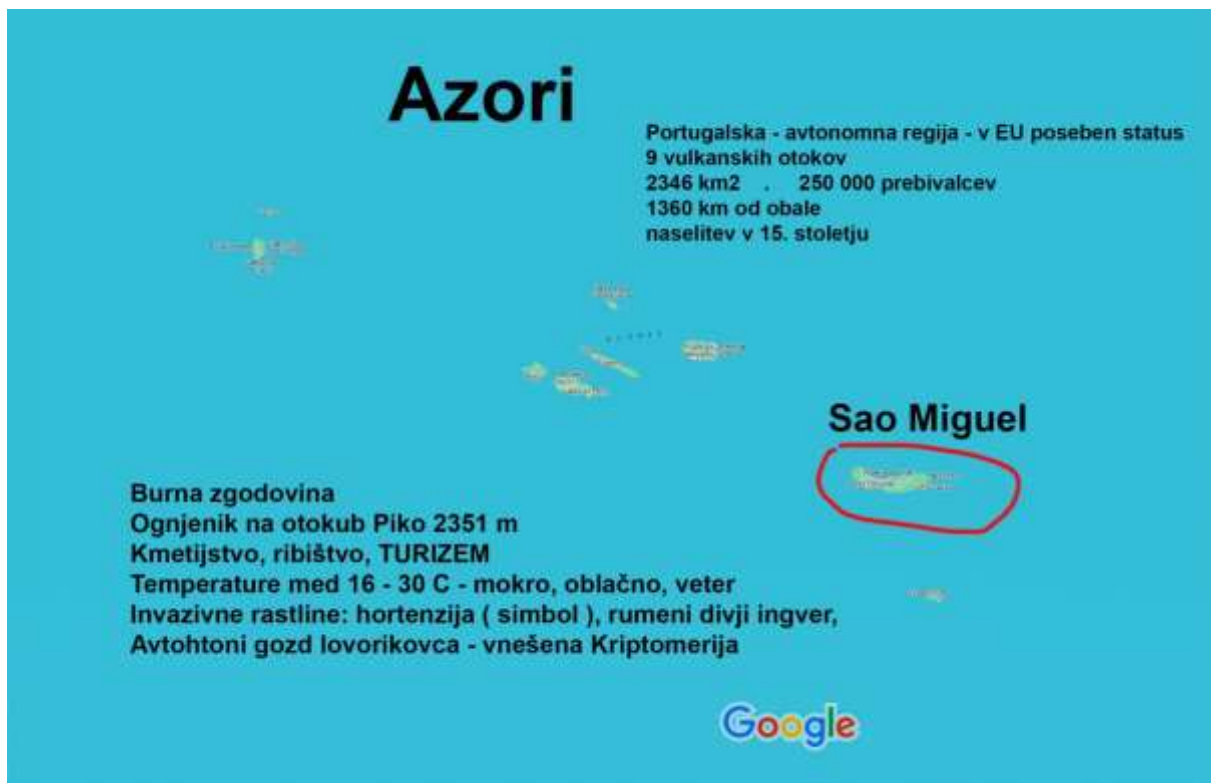 Azori
Portugalska - avtonomna regija - v EU poseben status
9 vulkanskih otokov
2346 km2 . 250 000 prebivalcev
1360 km od obale
naselitev v 15. stoletju
Sao Miguel
Burna zgodovina
Ognjenik na otokub Piko 2351 m
Kmetijstvo, ribištvo, TURIZEM
Temperature med 16 - 30 C - mokro, oblačno, veter
Invazivne rastline: hortenzija ( simbol ), rumeni divji ingver,
Avtohtoni gozd lovorikovca - vnešena Kriptomerija
Google